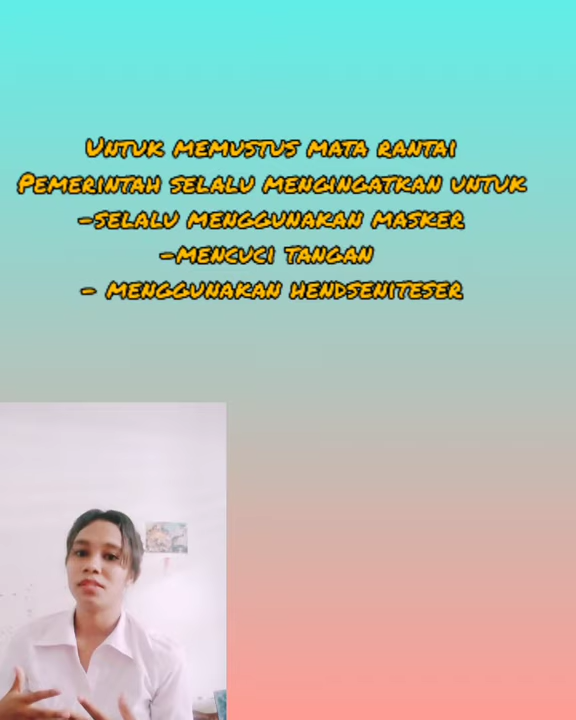 Untuk memustus mata rantai
Pemerintah selalu mengingatkan untuk
-selalu menggunakan masker
-mencuci tangan
- menggunakan hendseniteser